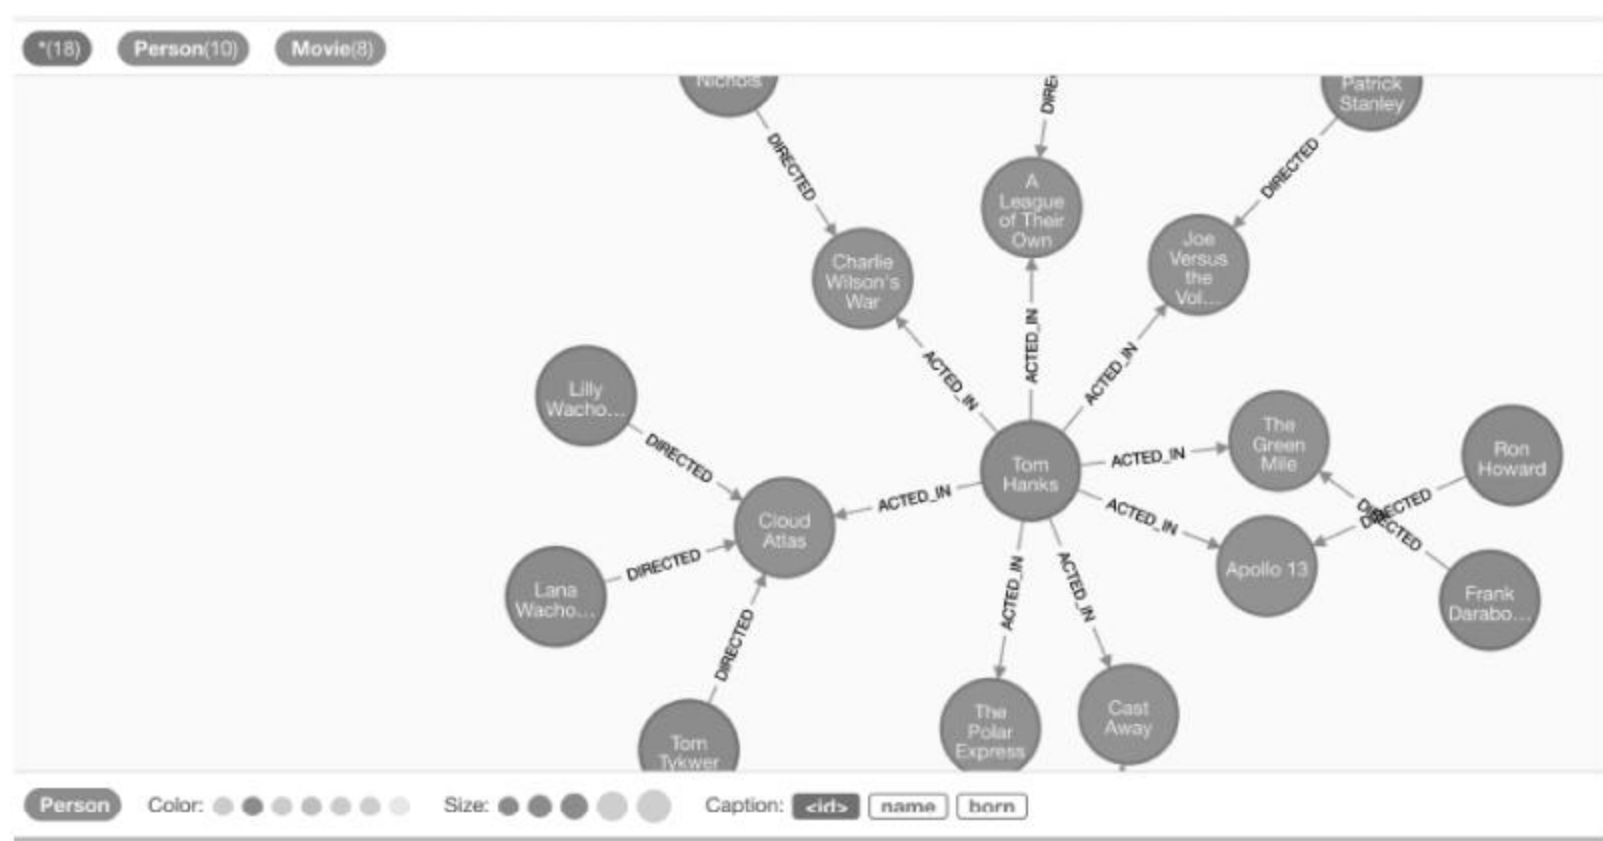 *(18) Person(10) Movie(8)
Nichols
DIRE
Patrick
Stanley
DIRECTED
DIRECTED
A
League
of Their
Own
Joe
Versus
the
Vol...
Charlie
Wilson's
War
ACTED_IN
ACTED_IN
ACTED_IN
Lilly
Wacho...
DIRECTED
The
Green
Mile
Ron
Howard
Tom
Hanks
ACTED_IN
ACTED_IN
ACTED_IN
DIRECTED
DIRECTED
Cloud
Atlas
Apollo 13
DIRECTED
Lana
Wacho...
Frank
Darabo...
ACTED_IN
ACTED_IN
DIRECTED
The
Polar
Express
Cast
Away
Tom
Tykwer
Person Color: Size: Caption: <id> name born